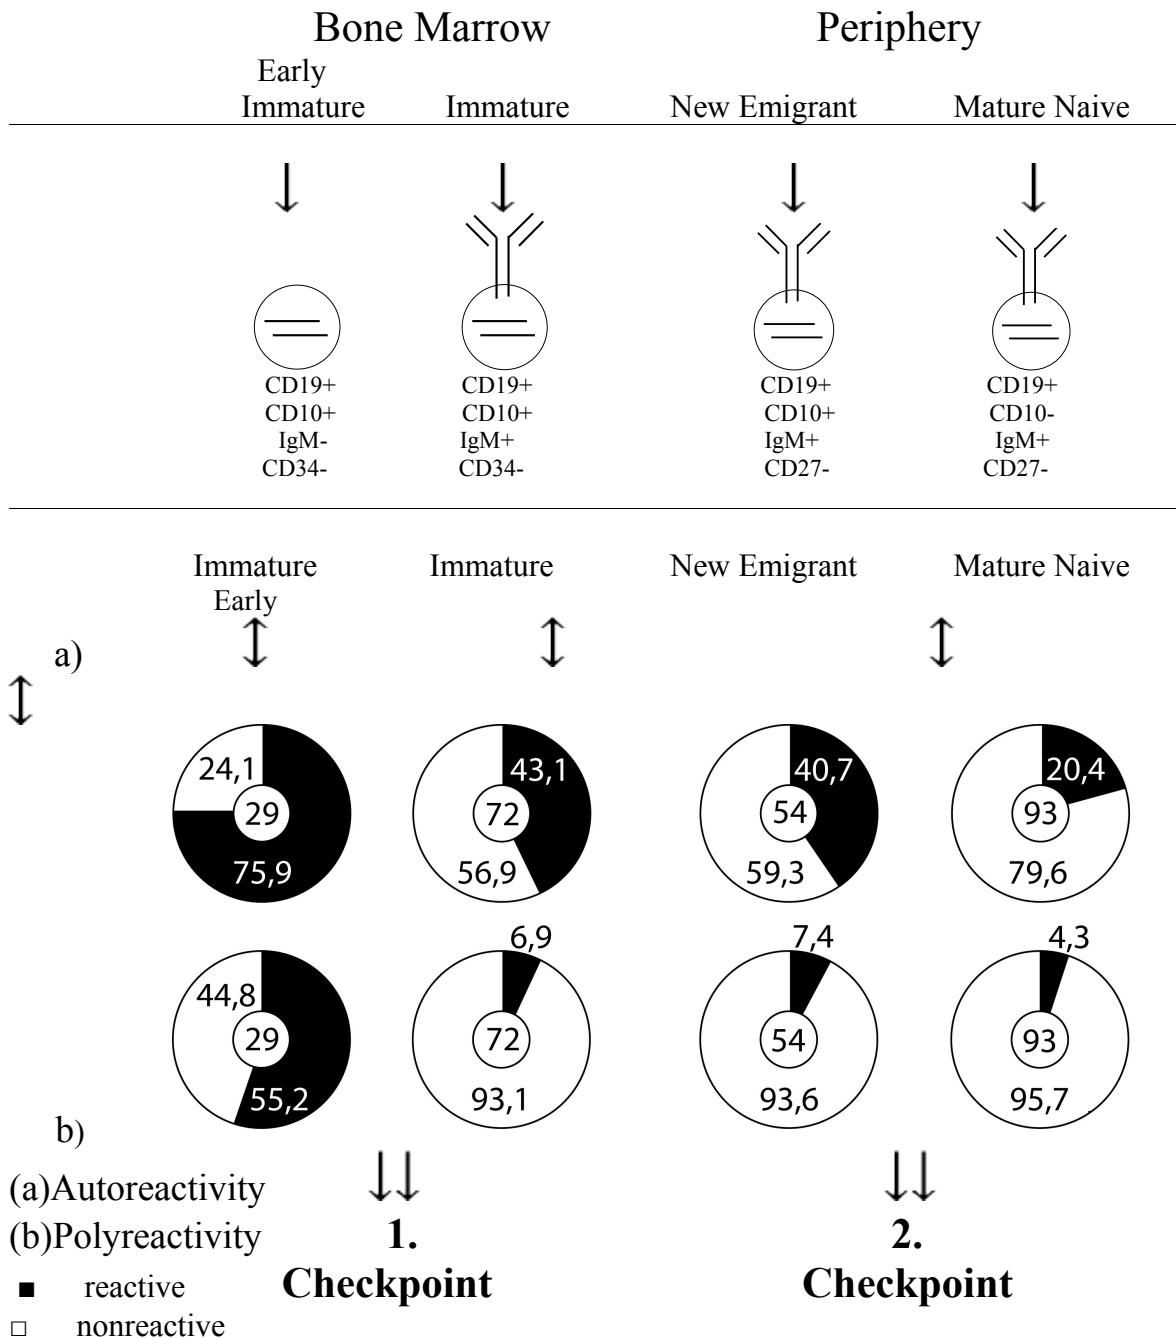 Bone Marrow Periphery
Early
Immature Immature New Emigrant Mature Naive
CD19+ CD19+ CD19+ CD19+
CD10+ CD10+ CD10+ CD10-
IgM- IgM+ IgM+ IgM+
CD34- CD34- CD27- CD27-
Immature Immature New Emigrant Mature Naive
Early
a)
24,1 43,1 40,7 20,4
29 72 54 93
75,9 56,9 59,3 79,6
6,9 7,4 4,3
44,8
29 72 54 93
55,2 93,1 93,6 95,7
b)
(a)Autoreactivity
(b)Polyreactivity 1. 2.
■ reactive Checkpoint Checkpoint
□ nonreactive